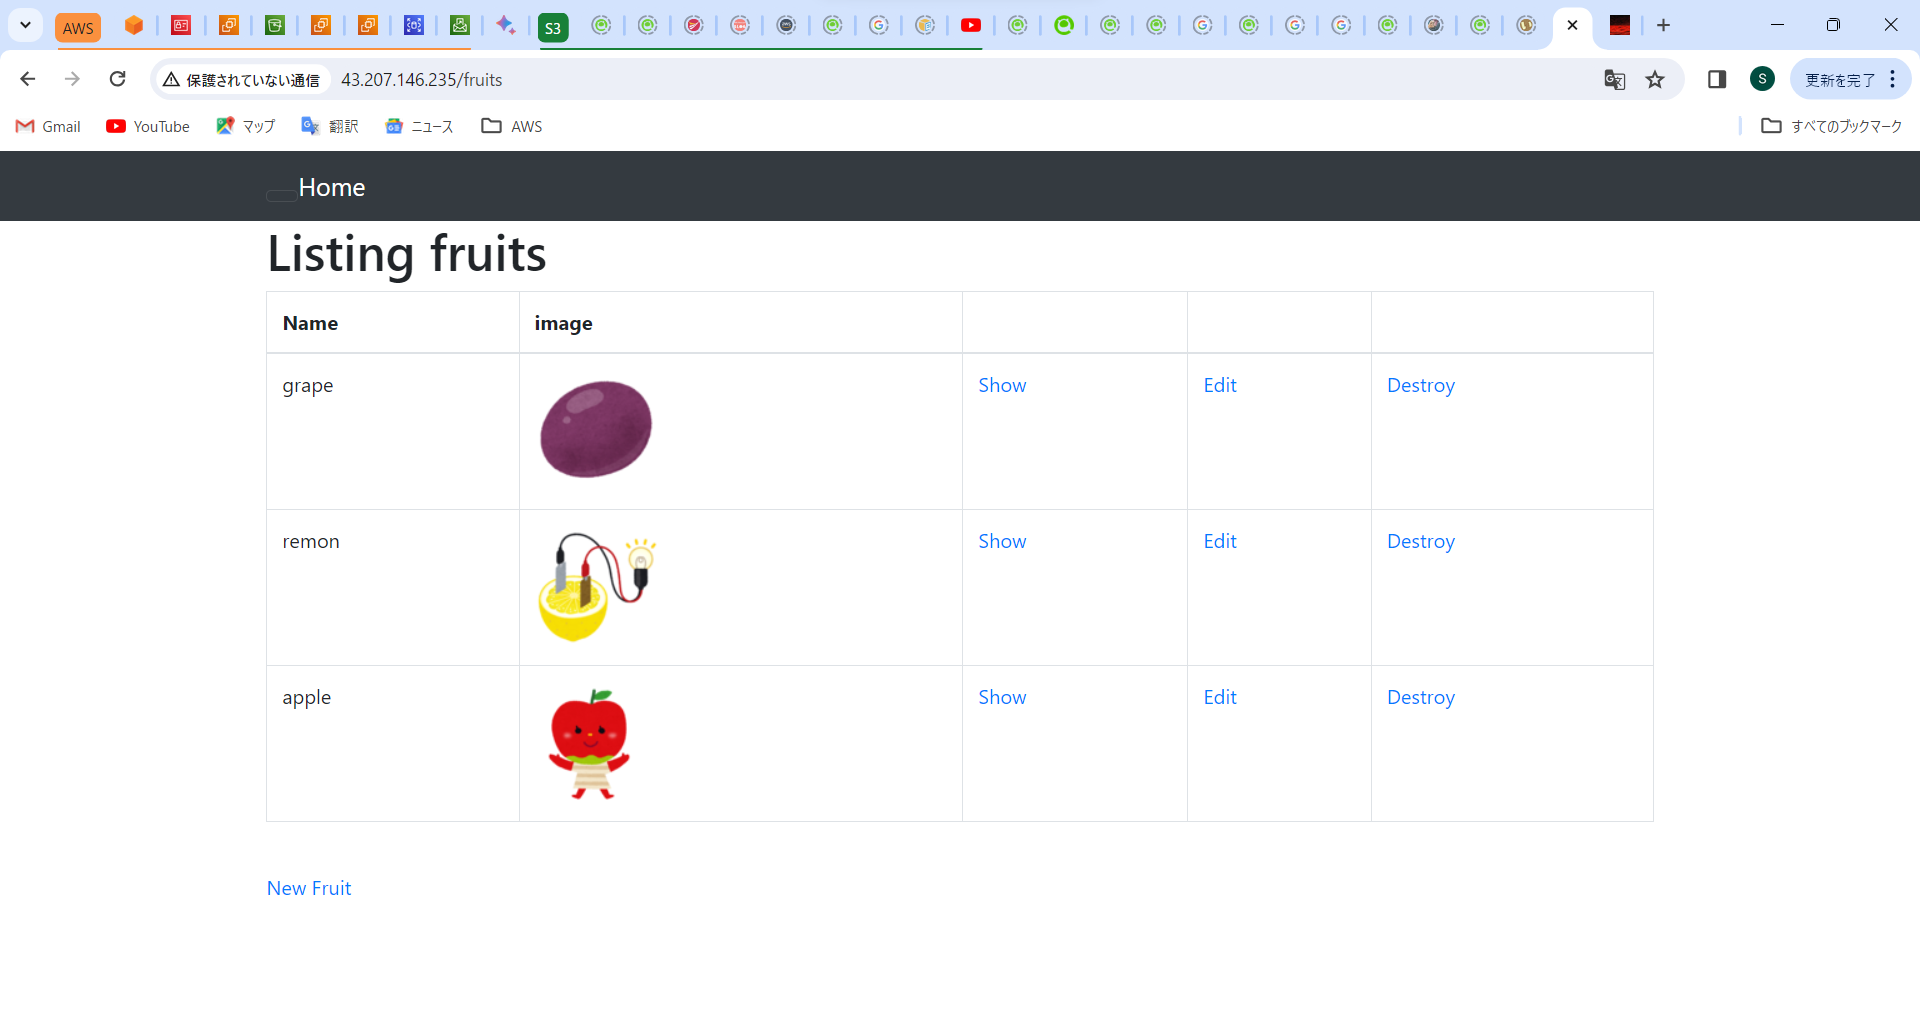 AWS S3
保護されていない通信 43.207.146.235/fruits S 更新を完了
Gmail YouTube マップ 翻訳 ニュース AWS すべてのブックマーク
Home
Listing fruits
Name image
grape Show Edit Destroy
remon Show Edit Destroy
apple Show Edit Destroy
New Fruit